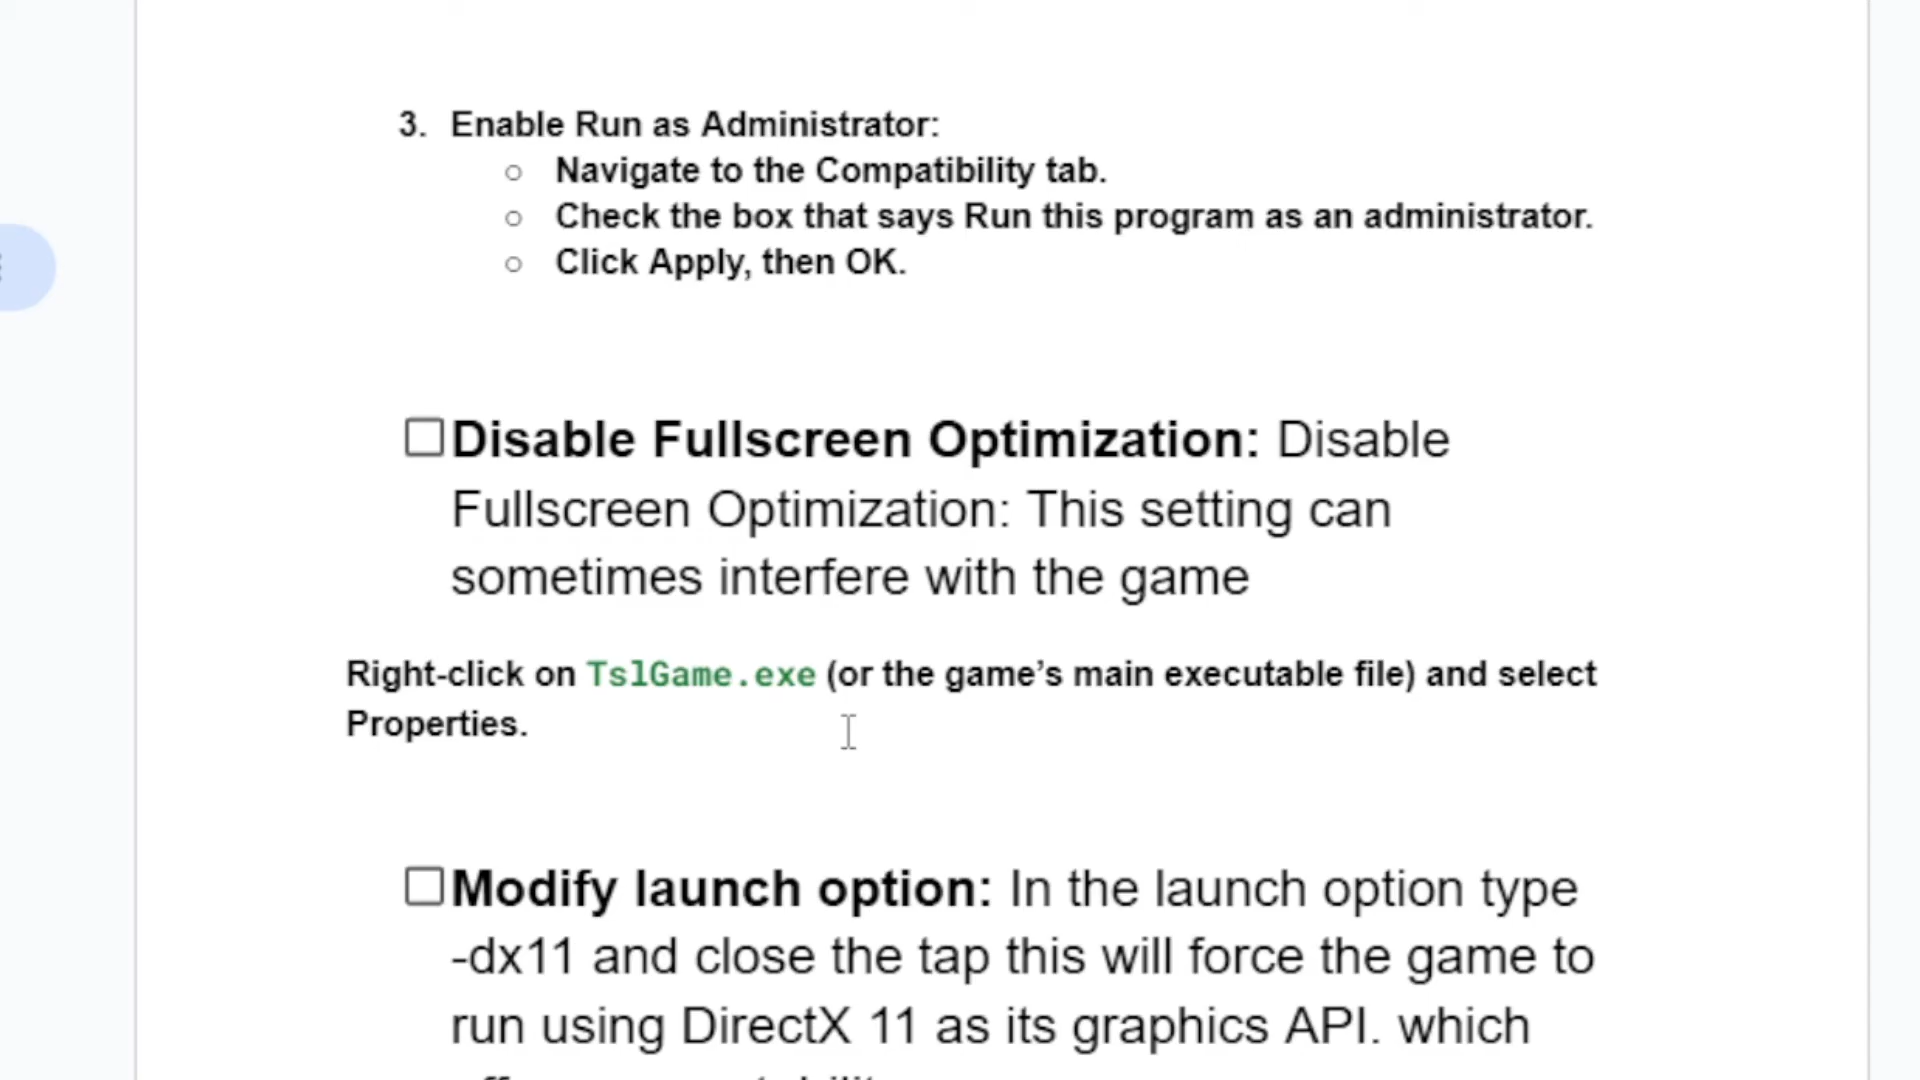 3. Enable Run as Administrator:
○ Navigate to the Compatibility tab.
○ Check the box that says Run this program as an administrator.
○ Click Apply, then OK.
☐ Disable Fullscreen Optimization: Disable
Fullscreen Optimization: This setting can
sometimes interfere with the game
Right-click on TslGame.exe (or the game’s main executable file) and select
Properties.
☐ Modify launch option: In the launch option type
-dx11 and close the tap this will force the game to
run using DirectX 11 as its graphics API. which